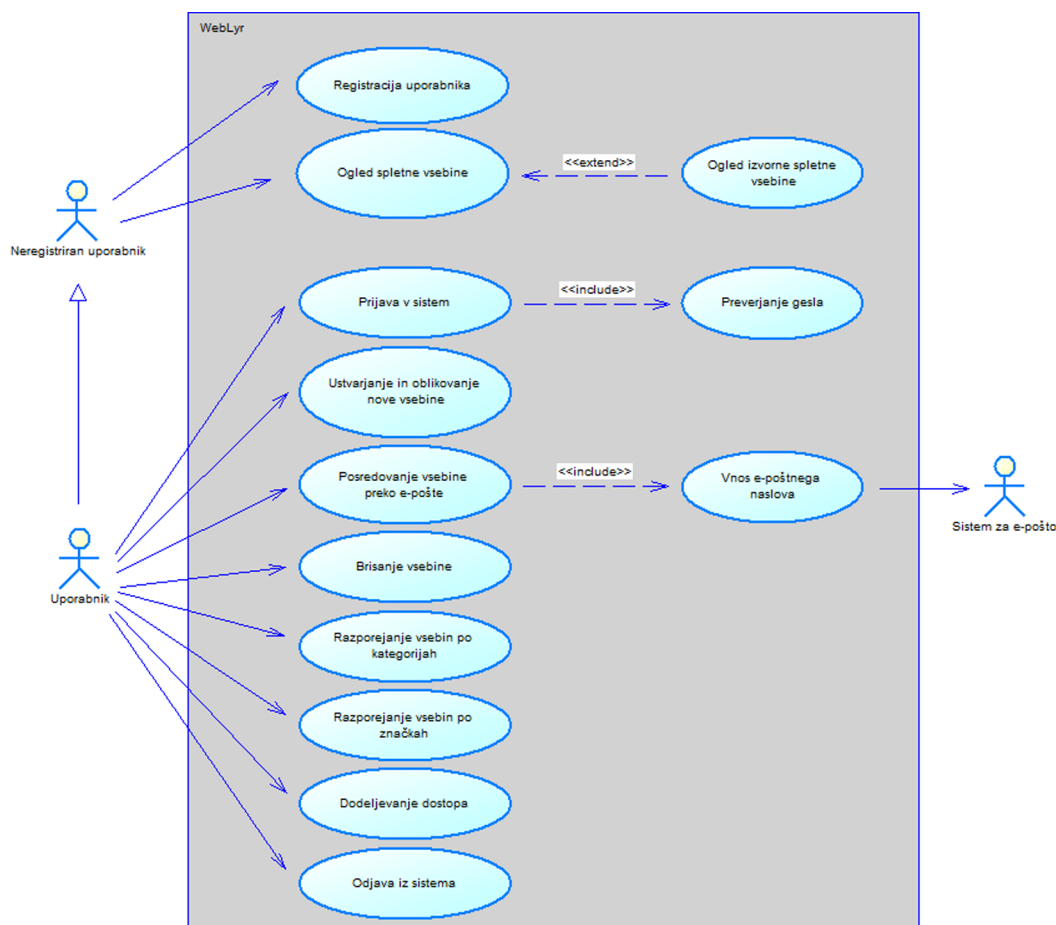 WebLyr
Registracija uporabnika
Ogled spletne vsebine
<<extend>>
Ogled izvorne spletne
vsebine
Neregistriran uporabnik
Prijava v sistem
<<include>>
Preverjanje gesla
Ustvarjanje in oblikovanje
nove vsebine
Posredovanje vsebine
preko e-pošte
<<include>>
Vnos e-poštnega
naslova
Sistem za e-pošto
Brisanje vsebine
Uporabnik
Razporejanje vsebin po
kategorijah
Razporejanje vsebin po
značkah
Dodeljevanje dostopa
Odjava iz sistema